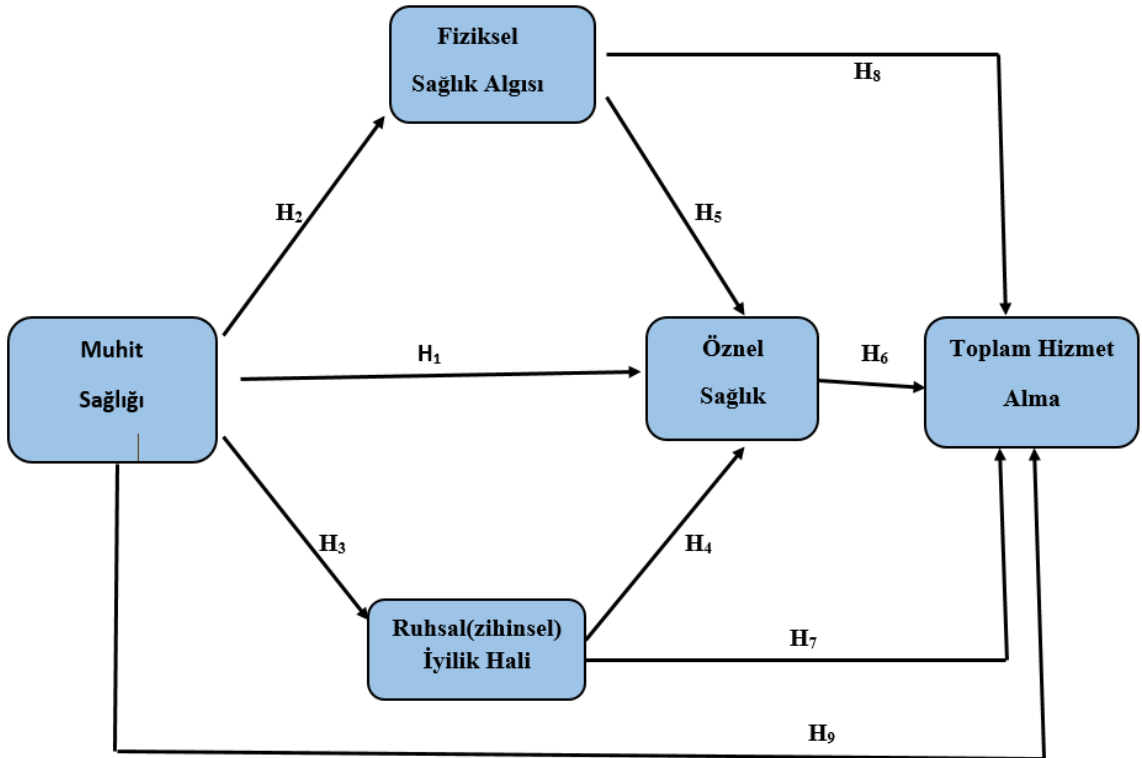 Fiziksel
Sağlık Algısı
H₈
H₂
H₅
Muhit
Sağlığı
H₁
Öznel
Sağlık
H₆
Toplam Hizmet
Alma
H₃
H₄
Ruhsal(zihinsel)
İyilik Hali
H₇
H₉